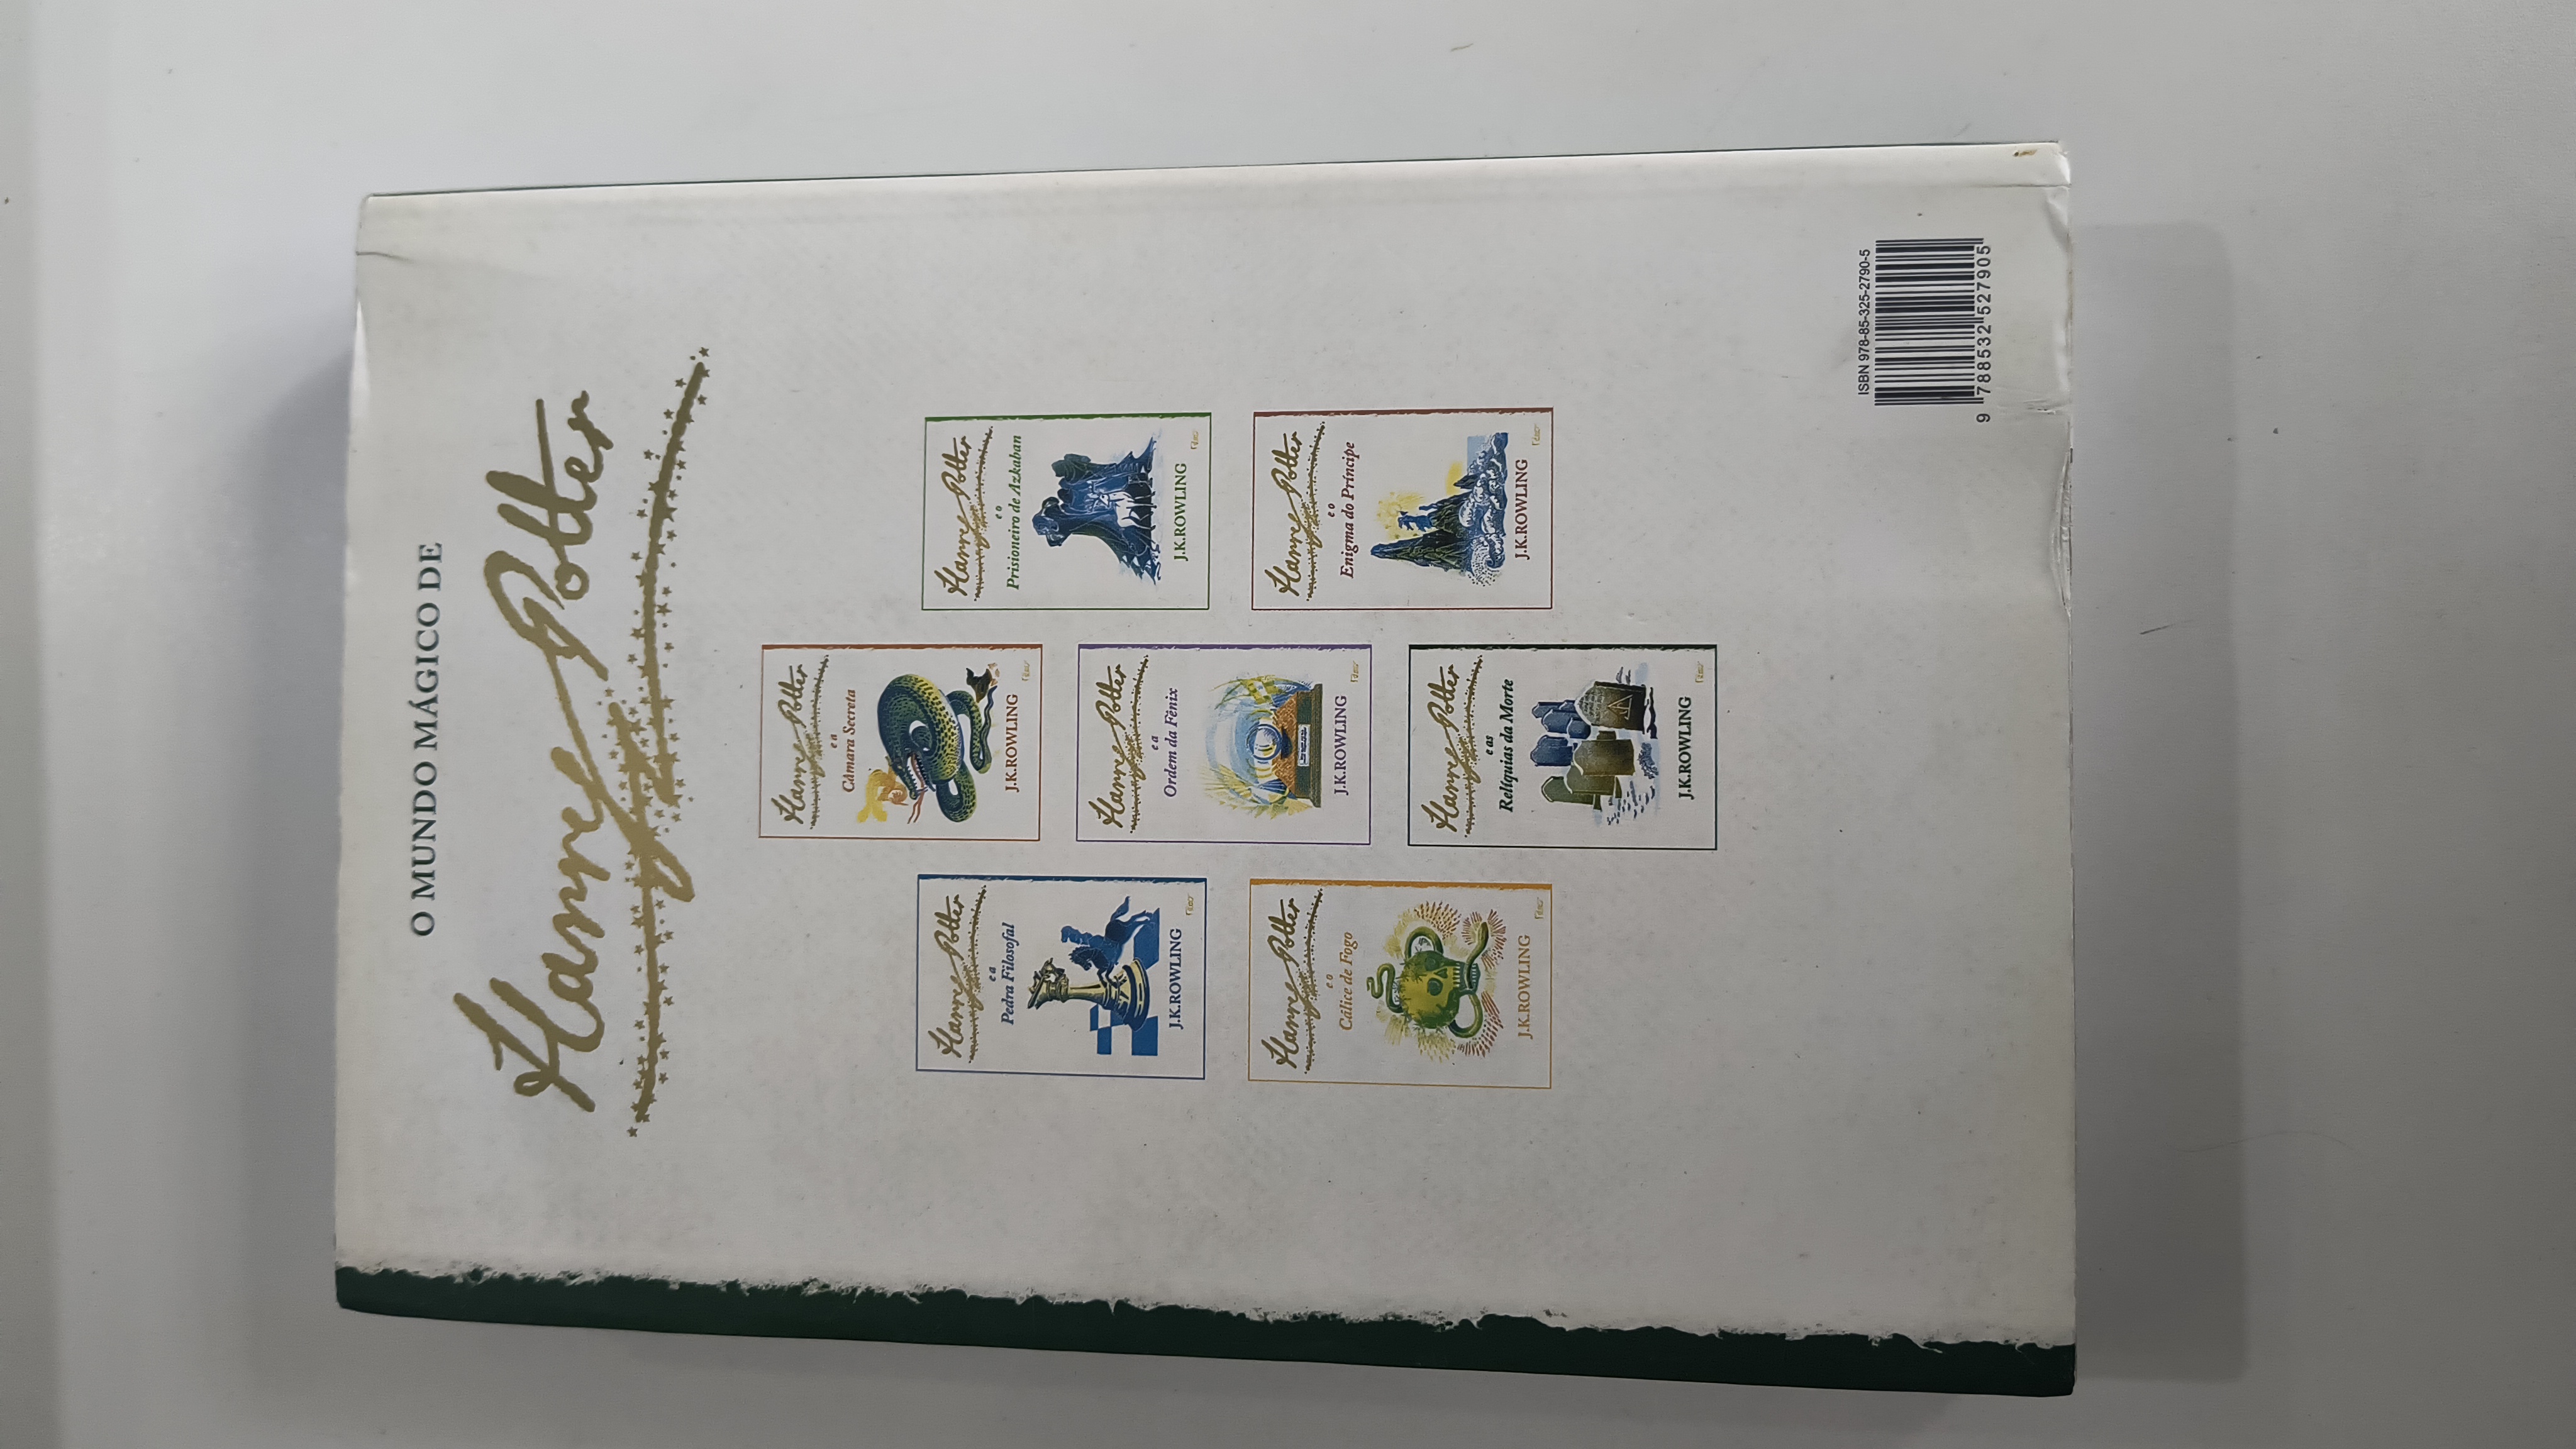 O MUNDO MÁGICO DE
Harry Potter
Harry Potter
e a
Pedra Filosofal
J.K.ROWLING
Harry Potter
e a
Câmara Secreta
J.K.ROWLING
Harry Potter
e o
Prisioneiro de Azkaban
J.K.ROWLING
Harry Potter
e o
Cálice de Fogo
J.K.ROWLING
Harry Potter
e a
Ordem da Fênix
J.K.ROWLING
Harry Potter
e o
Enigma do Príncipe
J.K.ROWLING
Harry Potter
e as
Relíquias da Morte
J.K.ROWLING
ISBN 978-85-325-2790-5
9 788532 527905